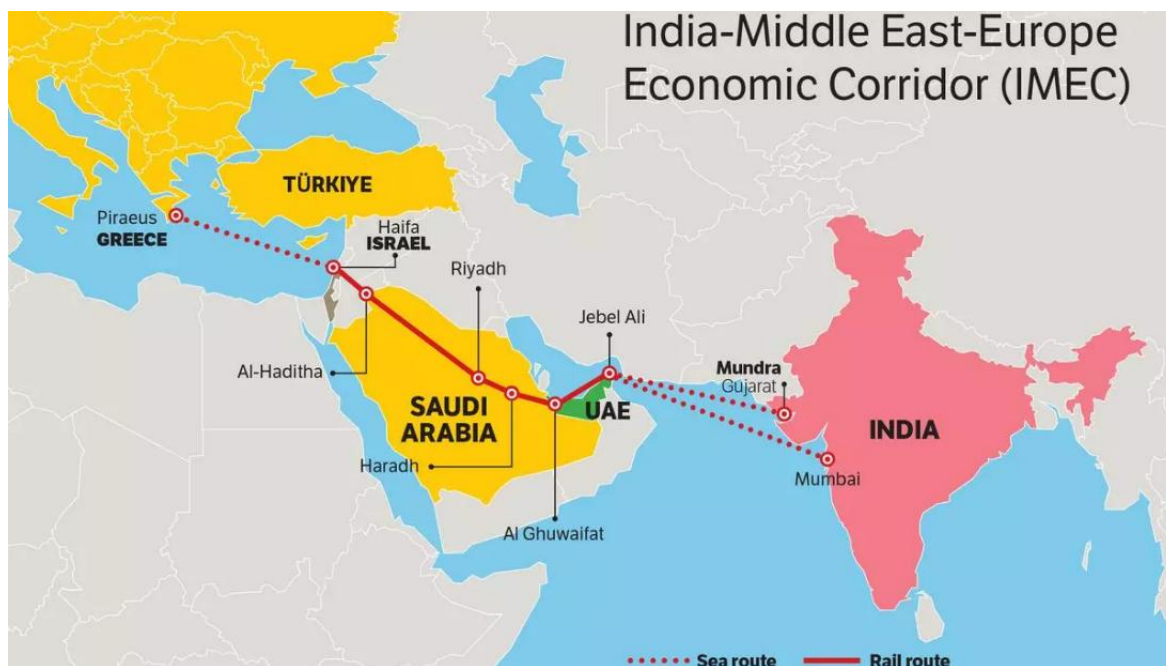 India-Middle East-Europe
Economic Corridor (IMEC)
TÜRKIYE
Piraeus
GREECE
Haifa
ISRAEL
Riyadh
Jebel Ali
Al-Haditha
Mundra
Gujarat
SAUDI
ARABIA
UAE
INDIA
Haradh
Mumbai
Al Ghuwaifat
Sea route
Rail route